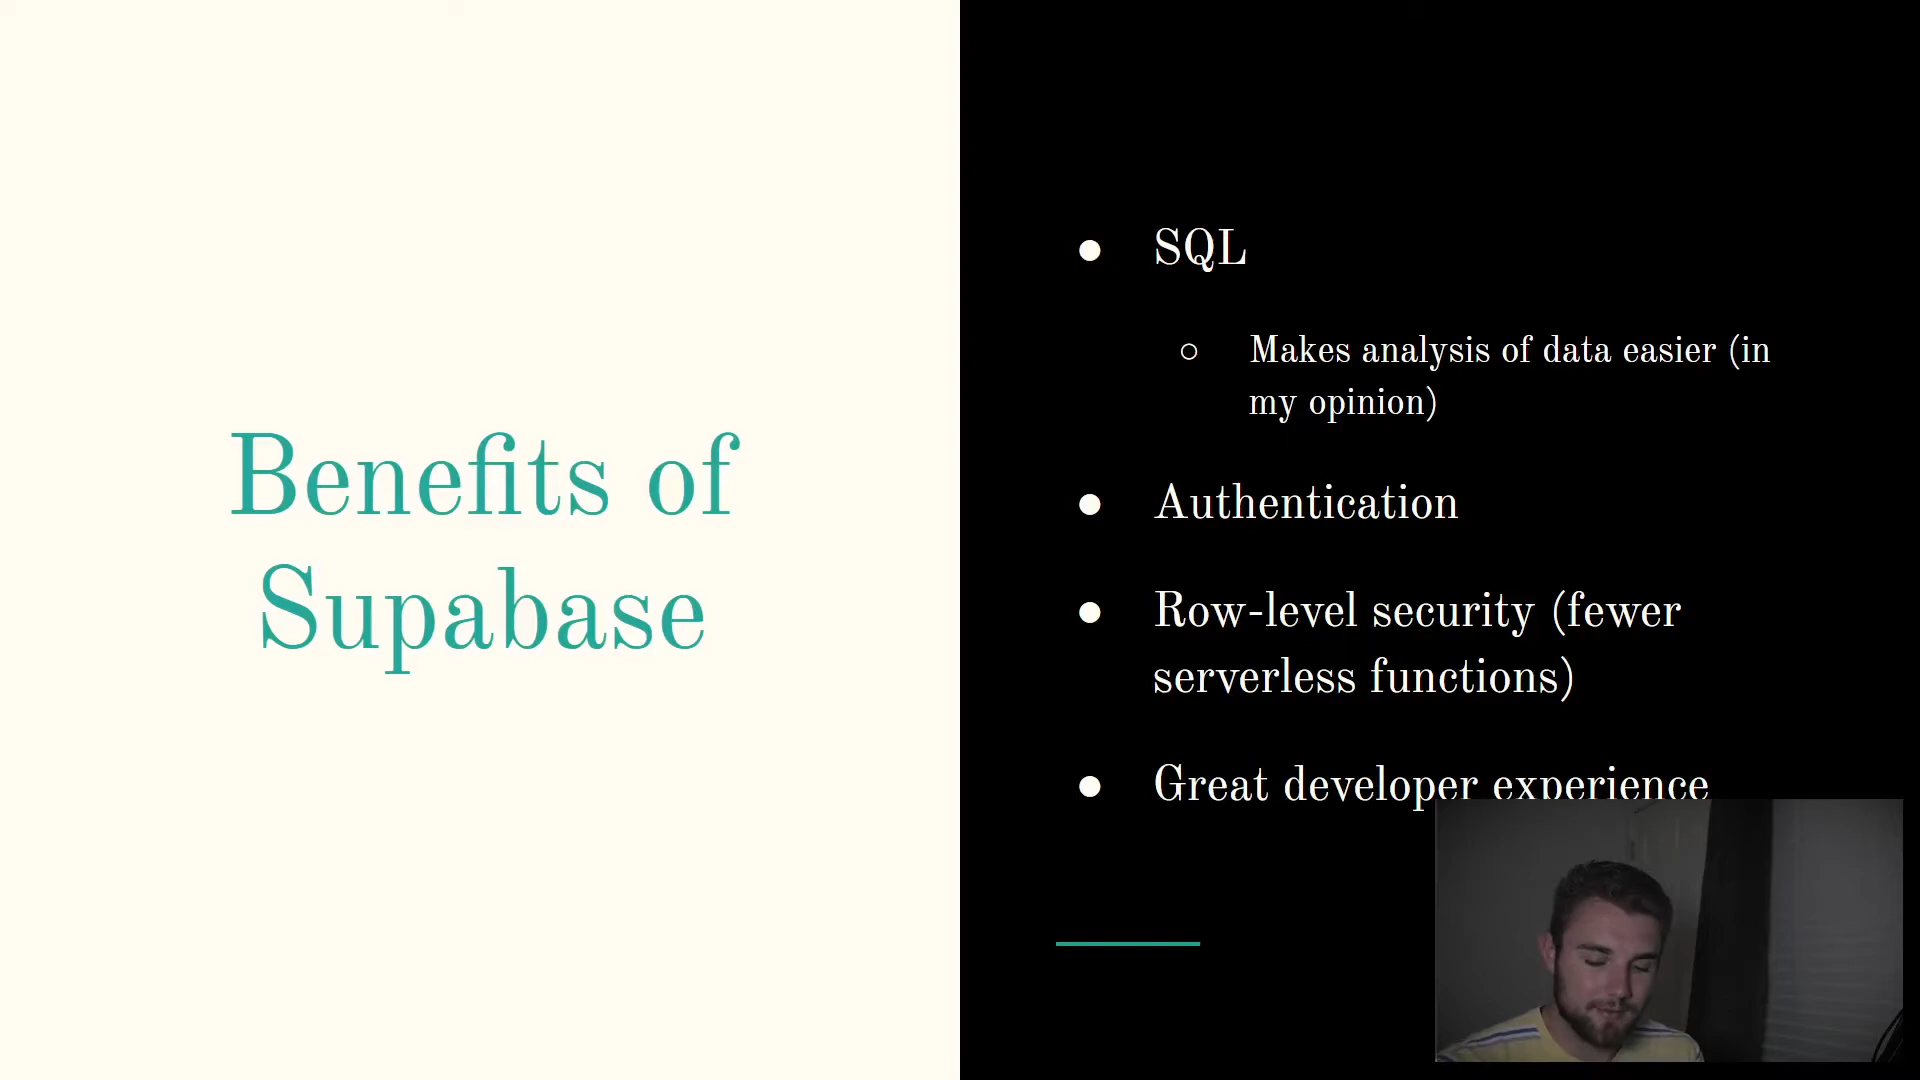 Benefits of
Supabase
● SQL
○ Makes analysis of data easier (in
my opinion)
● Authentication
● Row-level security (fewer
serverless functions)
● Great developer experience